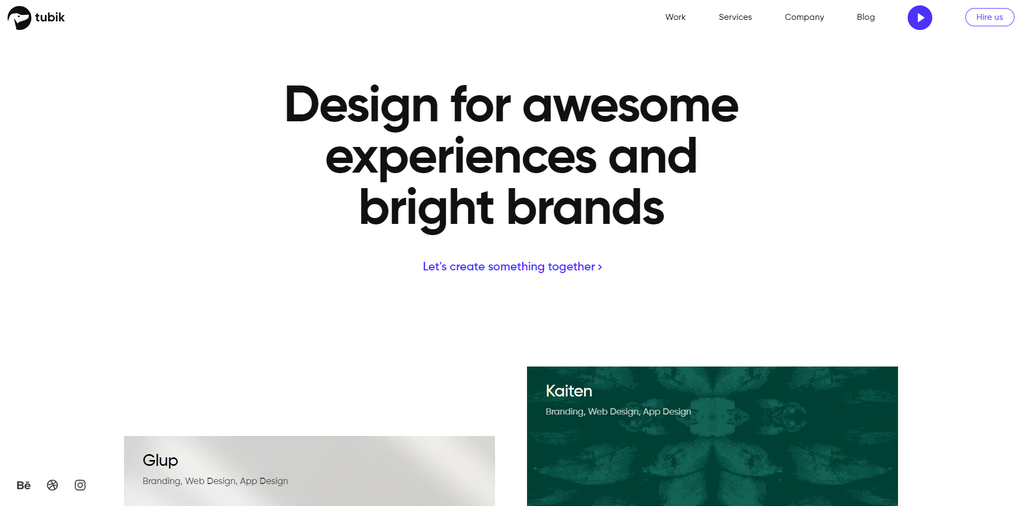 tubik
Work
Services
Company
Blog
Hire us
Design for awesome
experiences and
bright brands
Let's create something together ›
Kaiten
Branding, Web Design, App Design
Glup
Branding, Web Design, App Design
Bē